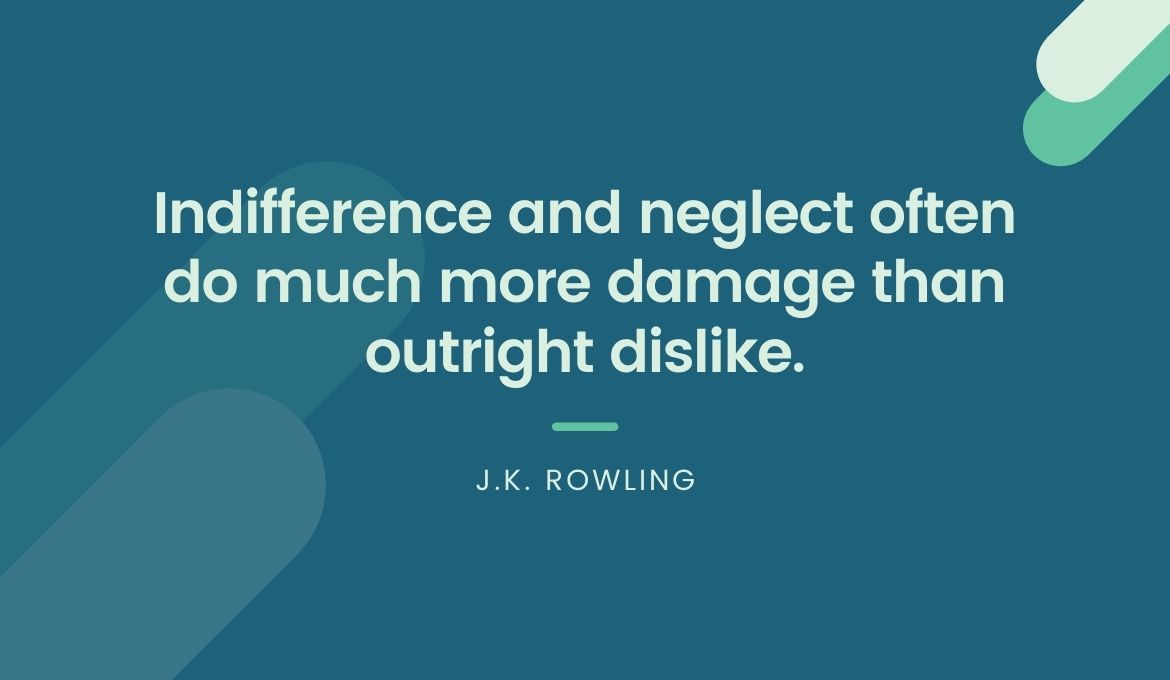 Indifference and neglect often
do much more damage than
outright dislike.
J.K. ROWLING